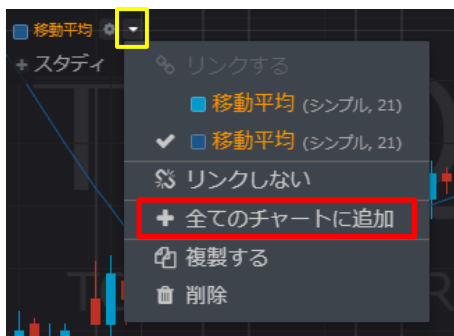 移動平均
+ スタディ
リンクする
移動平均 (シンプル, 21)
移動平均 (シンプル, 21)
リンクしない
全てのチャートに追加
複製する
削除